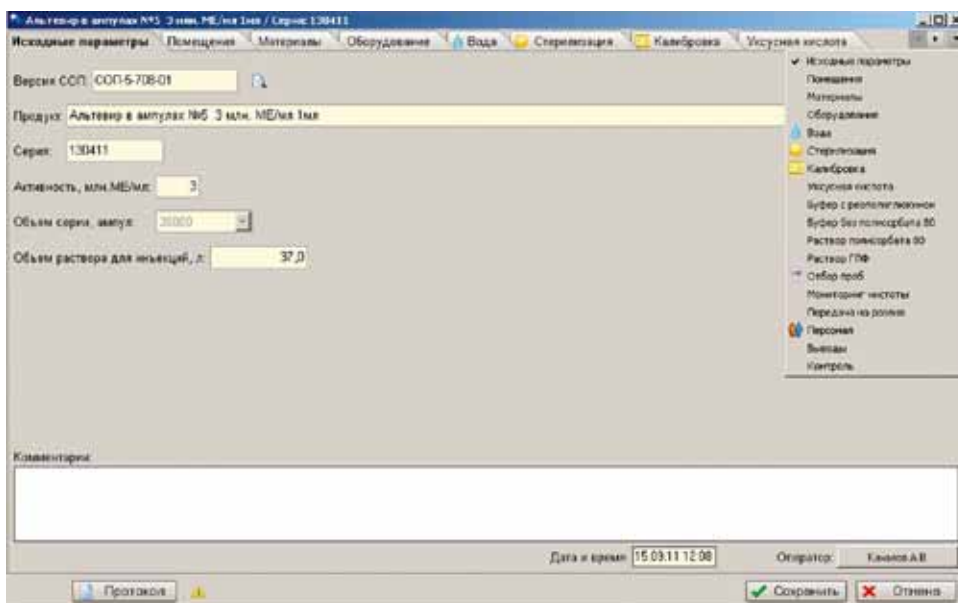 Альтевир в ампулах №5 3 млн. МЕ/мл 1мл / Серия: 130411
Исходные параметры Помещения Материалы Оборудование Вода Стерилизация Калибровка Уксусная кислота
Версия СОП: СОП-5-708-01
Продукт: Альтевир в ампулах №5 3 млн. МЕ/мл 1мл
Серия: 130411
Активность, млн.МЕ/мл: 3
Объем серии, ампул:
Объем раствора для инъекций, л: 37,0
Исходные параметры
Помещения
Материалы
Оборудование
Вода
Стерилизация
Калибровка
Уксусная кислота
Буфер с реополиглюкином
Буфер без полисорбата 80
Раствор полисорбата 80
Раствор ГПФ
Отбор проб
Мониторинг чистоты
Передача на розлив
Персонал
Выводы
Контроль
Комментарии:
Дата и время: 15.09.11 12:08 Оператор:
Протокол Сохранить Отмена